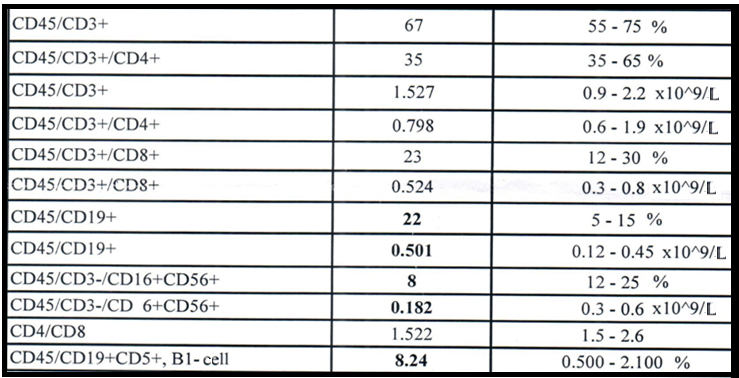 CD45/CD3+ 67 55 - 75 %
CD45/CD3+/CD4+ 35 35 - 65 %
CD45/CD3+ 1.527 0.9 - 2.2 x10^9/L
CD45/CD3+/CD4+ 0.798 0.6 - 1.9 x10^9/L
CD45/CD3+/CD8+ 23 12 - 30 %
CD45/CD3+/CD8+ 0.524 0.3 - 0.8 x10^9/L
CD45/CD19+ 22 5 - 15 %
CD45/CD19+ 0.501 0.12 - 0.45 x10^9/L
CD45/CD3-/CD16+CD56+ 8 12 - 25 %
CD45/CD3-/CD 6+CD56+ 0.182 0.3 - 0.6 x10^9/L
CD4/CD8 1.522 1.5 - 2.6
CD45/CD19+CD5+, B1- cell 8.24 0.500 - 2.100 %